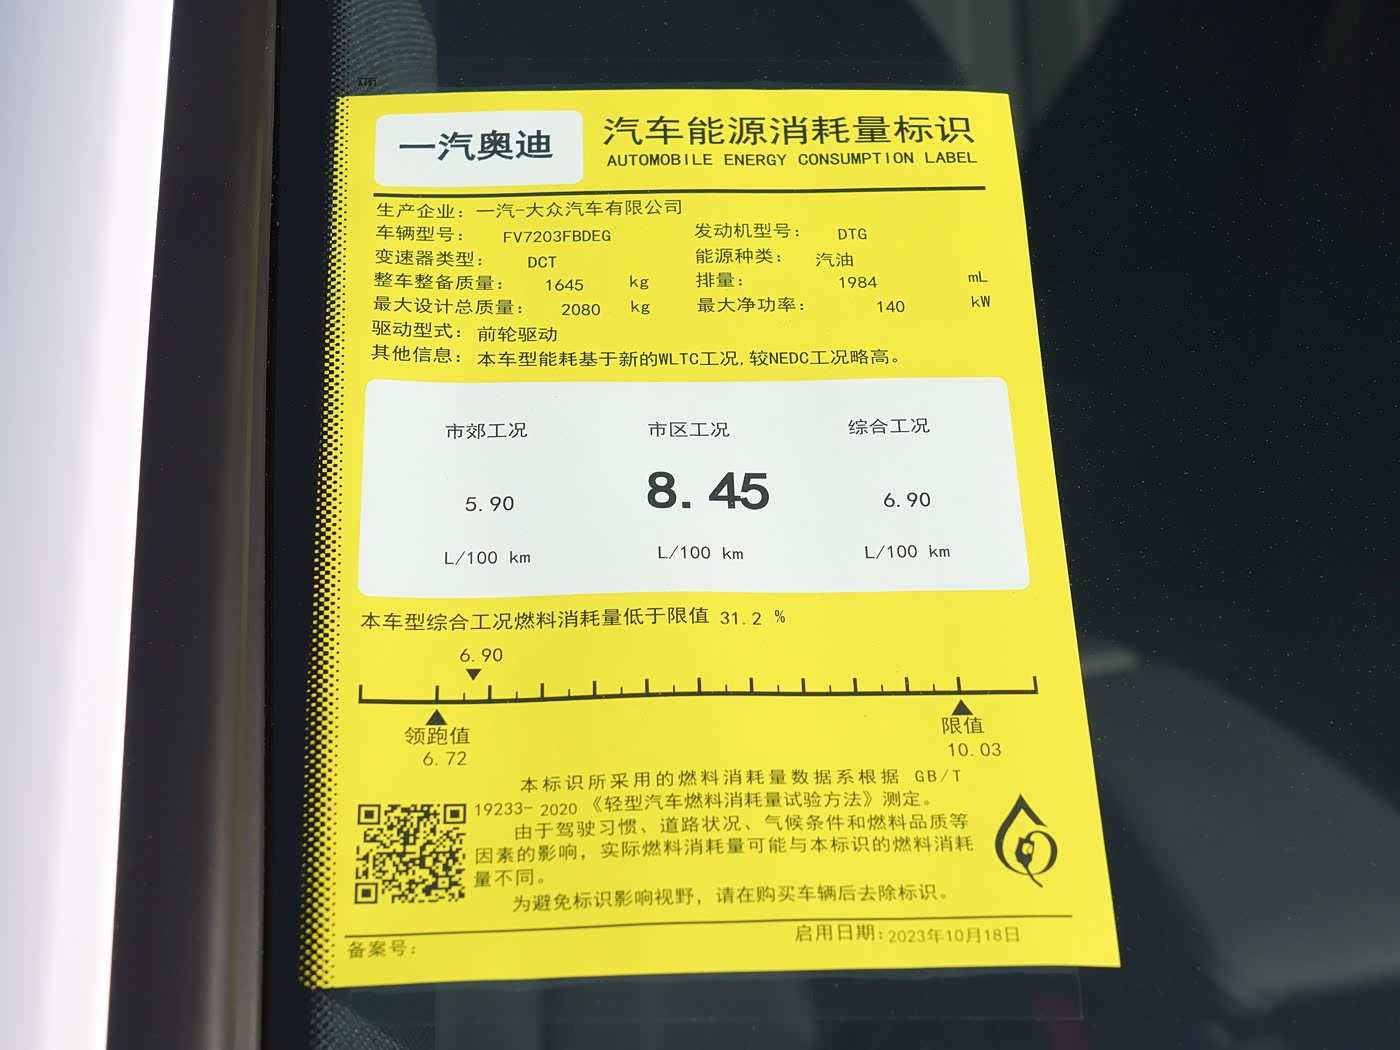 一汽奥迪
汽车能源消耗量标识
AUTOMOBILE ENERGY CONSUMPTION LABEL
生产企业：一汽-大众汽车有限公司
车辆型号： FV7203FBDEG 发动机型号： DTG
变速器类型： DCT 能源种类： 汽油
整车整备质量： 1645 kg 排量： 1984 mL
最大设计总质量： 2080 kg 最大净功率： 140 kW
驱动型式：前轮驱动
其他信息：本车型能耗基于新的WLTC工况,较NEDC工况略高。
市郊工况 市区工况 综合工况
5.90 8.45 6.90
L/100 km L/100 km L/100 km
本车型综合工况燃料消耗量低于限值 31.2 %
6.90
领跑值 限值
6.72 10.03
本标识所采用的燃料消耗量数据系根据 GB/T
19233-2020《轻型汽车燃料消耗量试验方法》测定。
由于驾驶习惯、道路状况、气候条件和燃料品质等
因素的影响，实际燃料消耗量可能与本标识的燃料消耗
量不同。
为避免标识影响视野，请在购买车辆后去除标识。
备案号： 启用日期：2023年10月18日